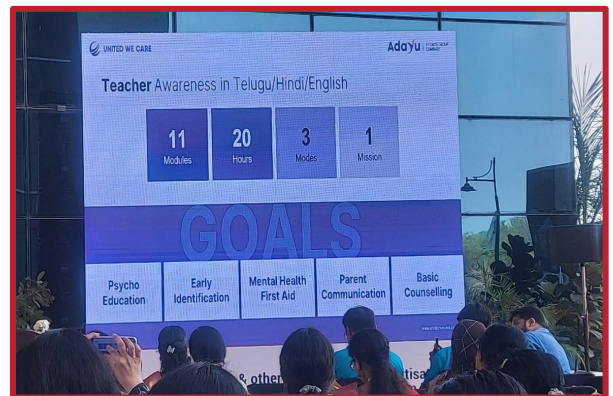 UNITED WE CARE
Adayu
Teacher Awareness in Telugu/Hindi/English
11
Modules
20
Hours
3
Modes
1
Mission
GOALS
Psycho
Education
Early
Identification
Mental Health
First Aid
Parent
Communication
Basic
Counselling
& other